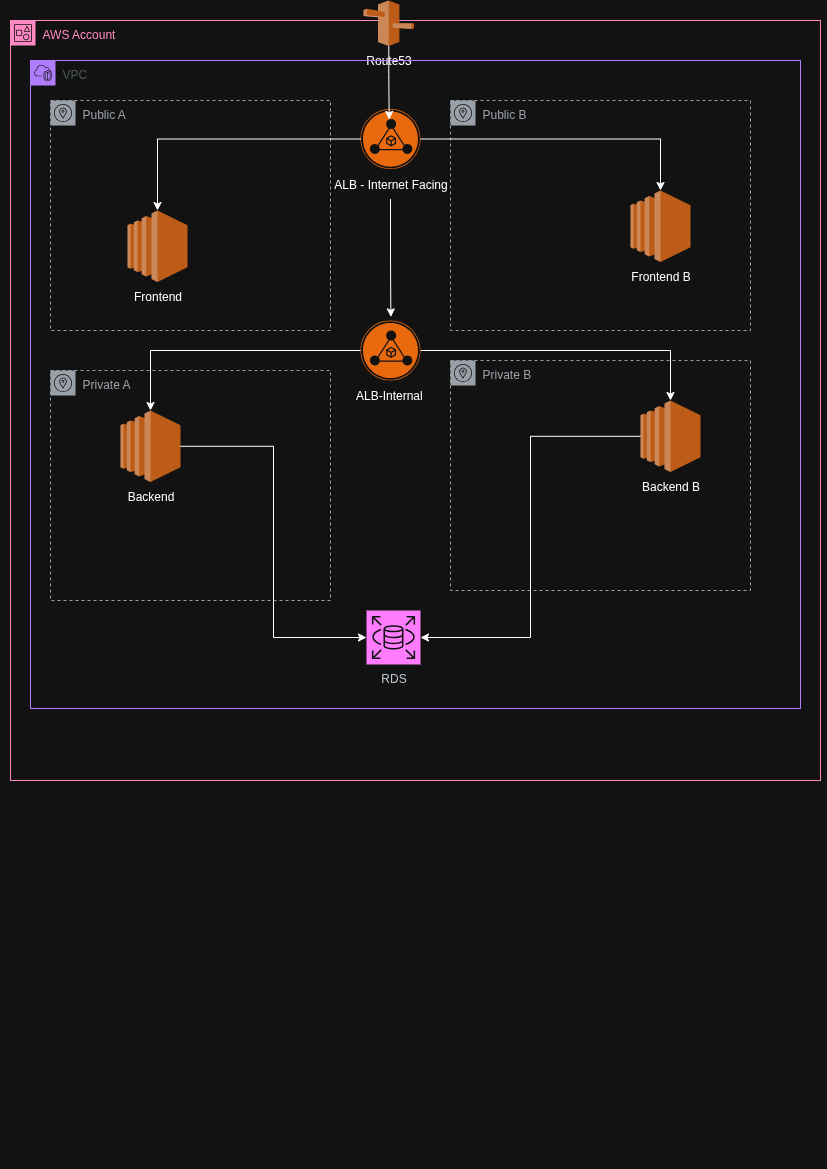 AWS Account
Route53
VPC
Public A
Public B
ALB - Internet Facing
Frontend
Frontend B
Private A
Private B
ALB-Internal
Backend
Backend B
RDS